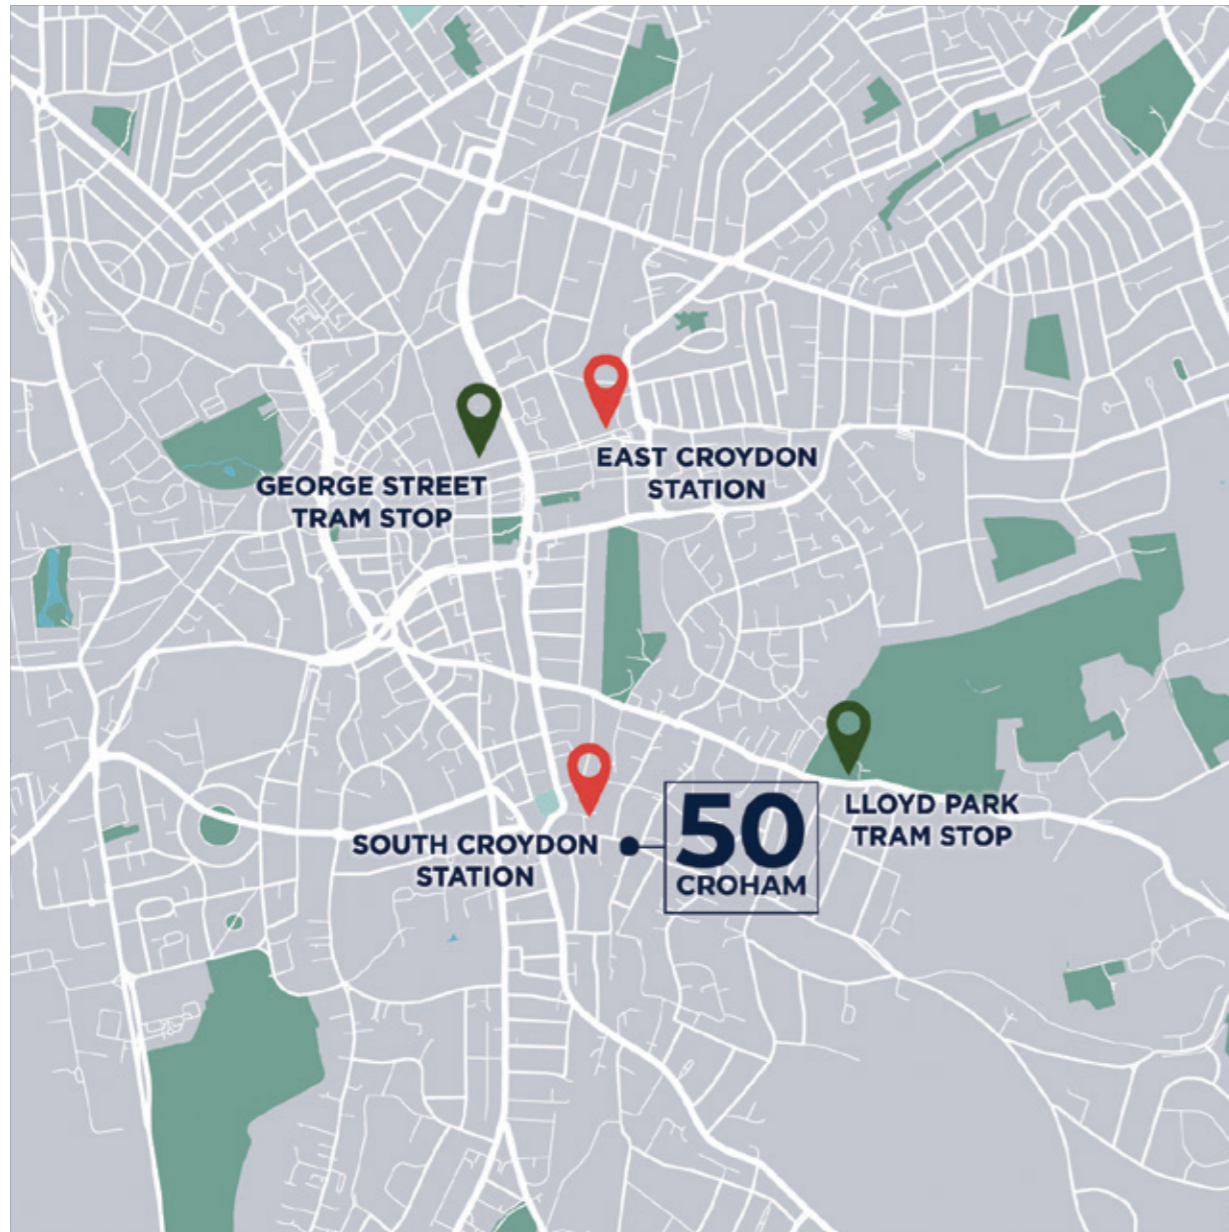 EAST CROYDON
STATION
GEORGE STREET
TRAM STOP
LLOYD PARK
TRAM STOP
SOUTH CROYDON
STATION
50
CROHAM